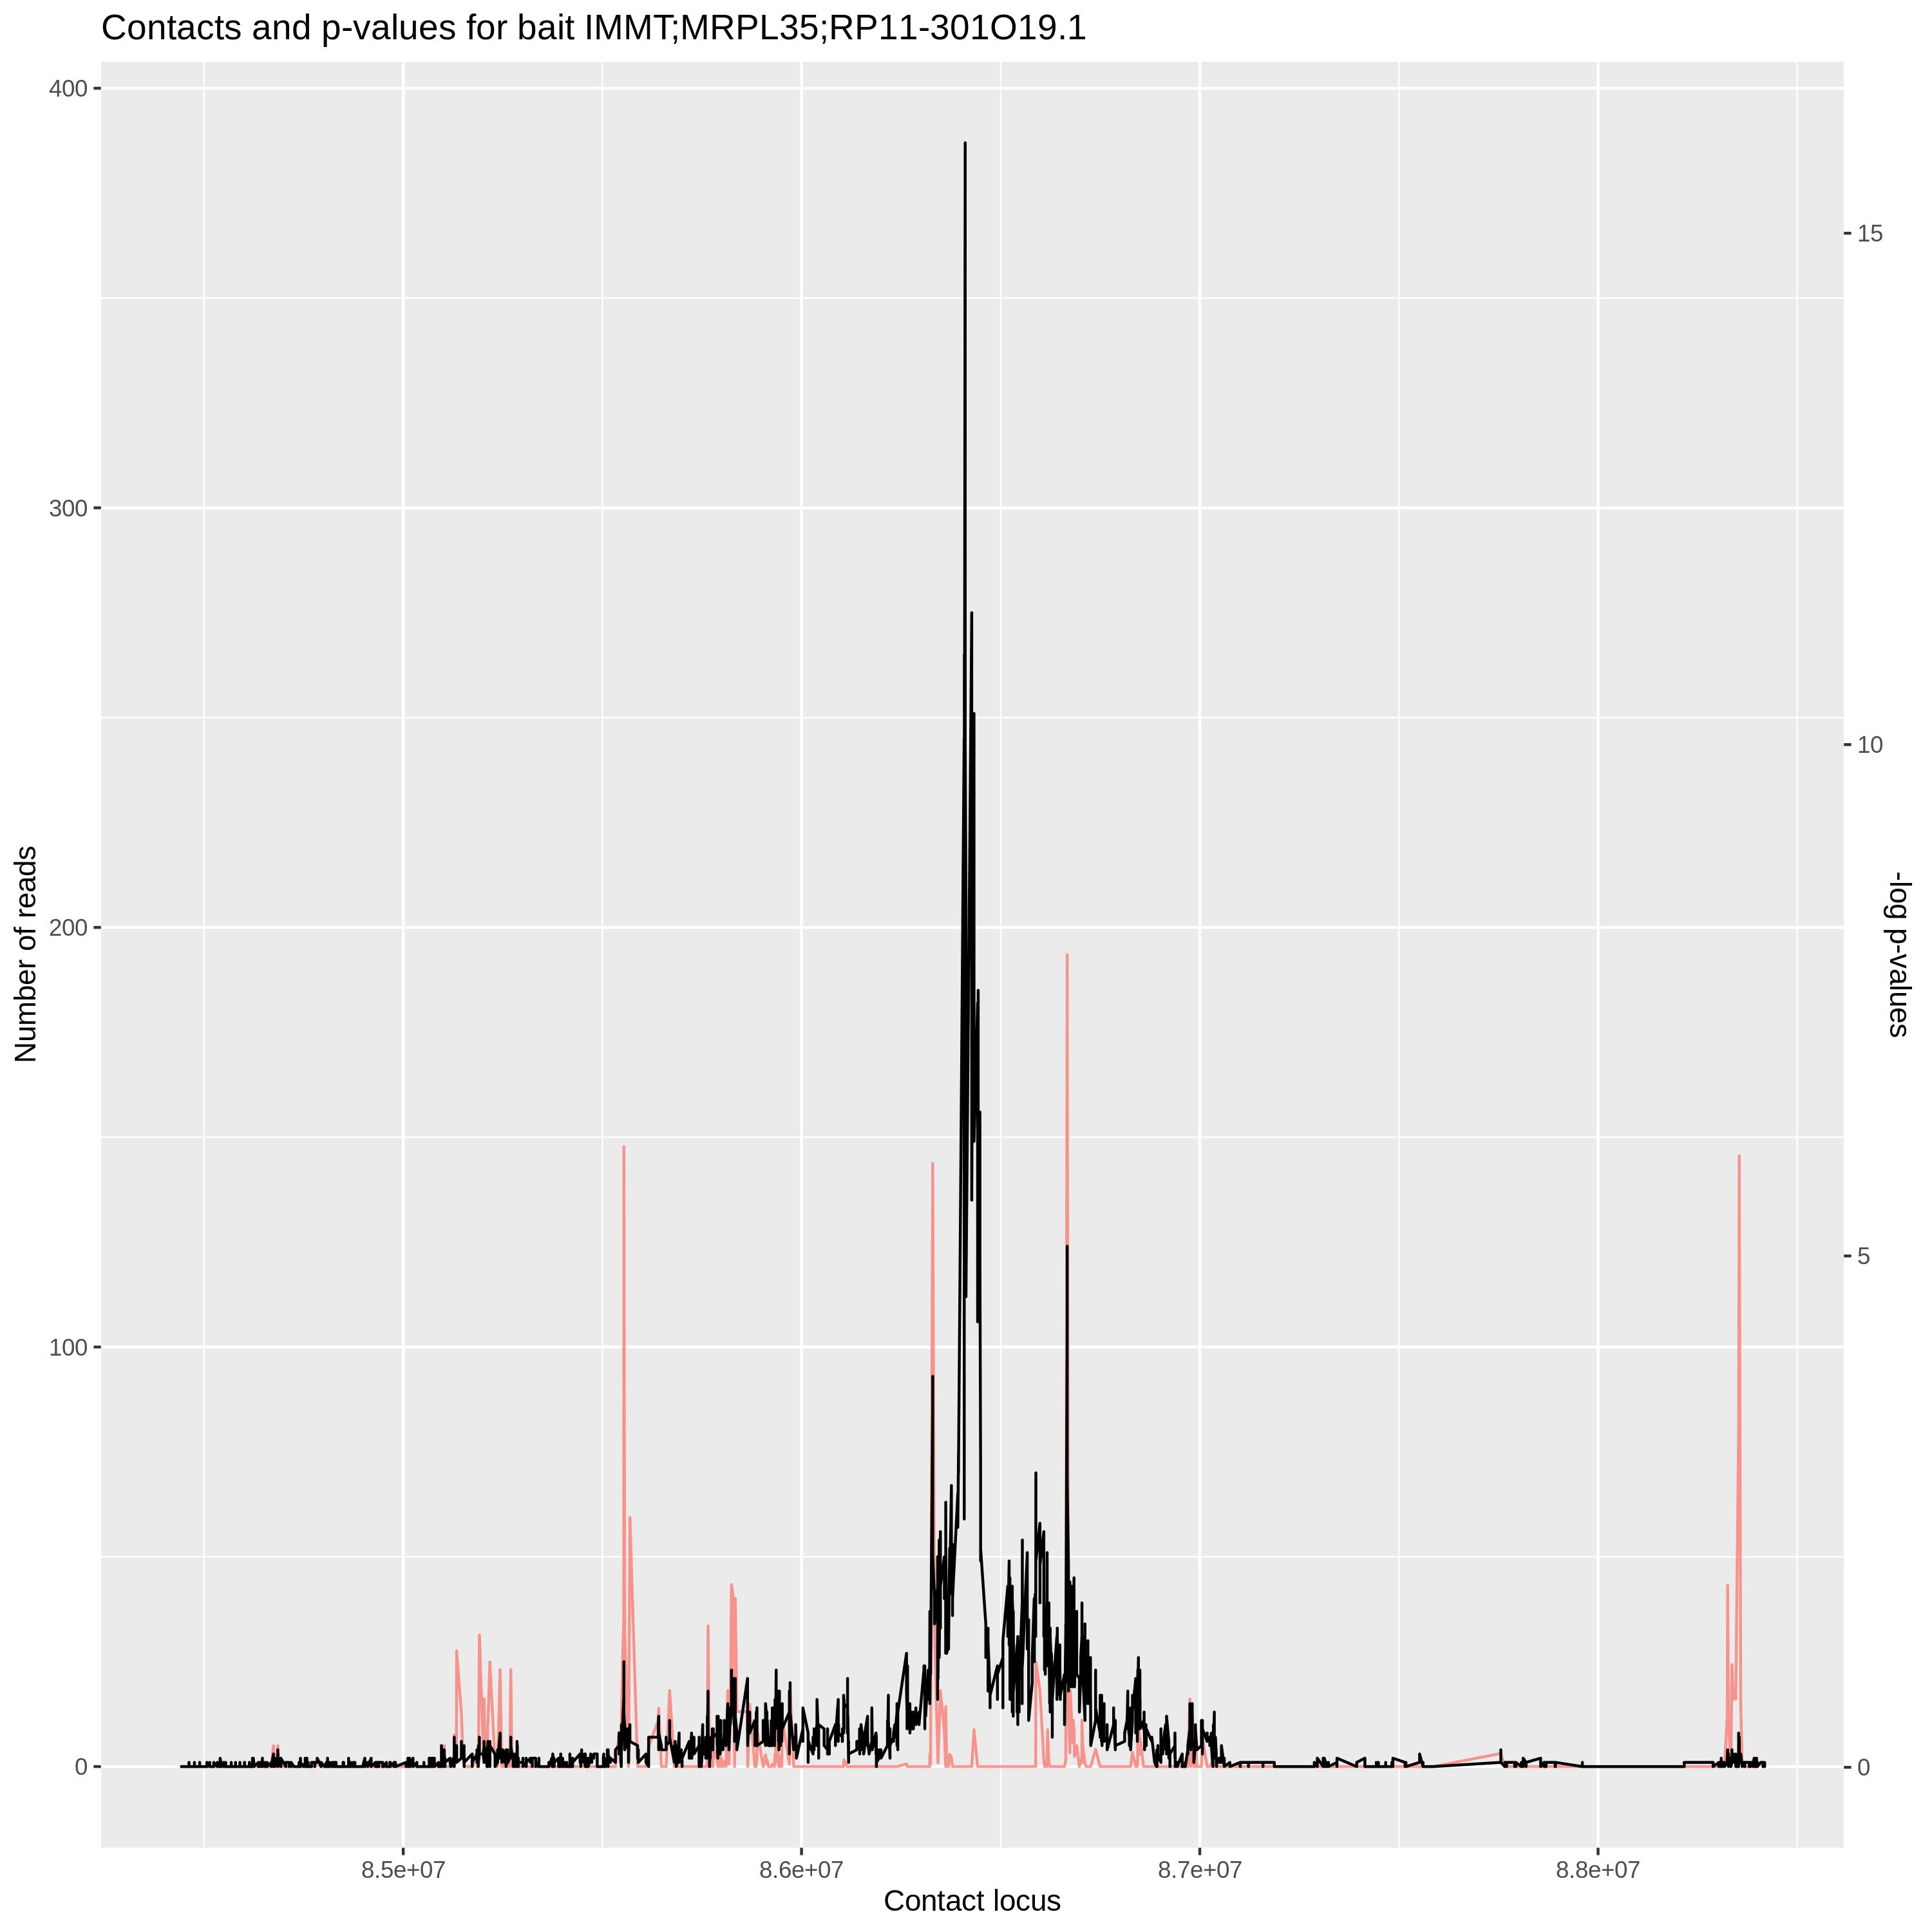 Contacts and p-values for bait IMMT;MRPL35;RP11-301O19.1
400
300
200
100
0
Number of reads
15
10
5
0
-log p-values
8.5e+07 8.6e+07 8.7e+07 8.8e+07
Contact locus